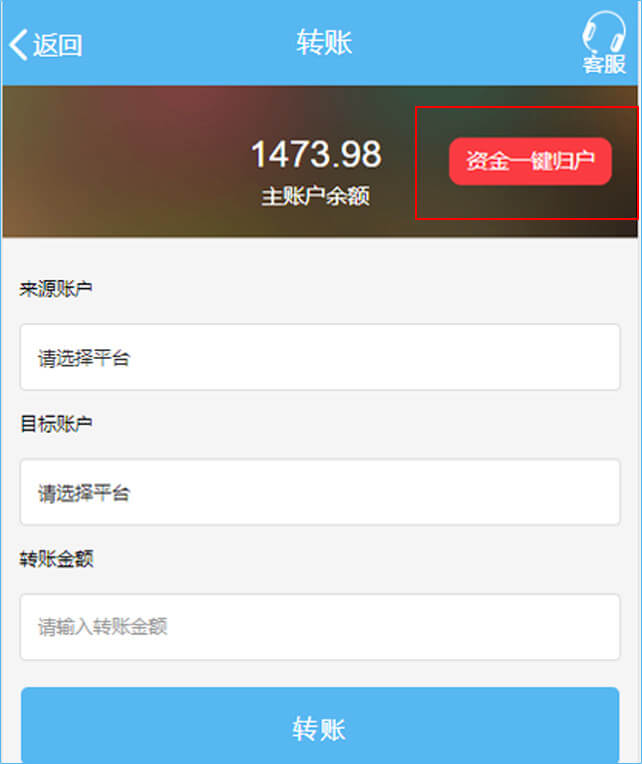 返回
转账
客服
1473.98
资金一键归户
主账户余额
来源账户
请选择平台
目标账户
请选择平台
转账金额
请输入转账金额
转账